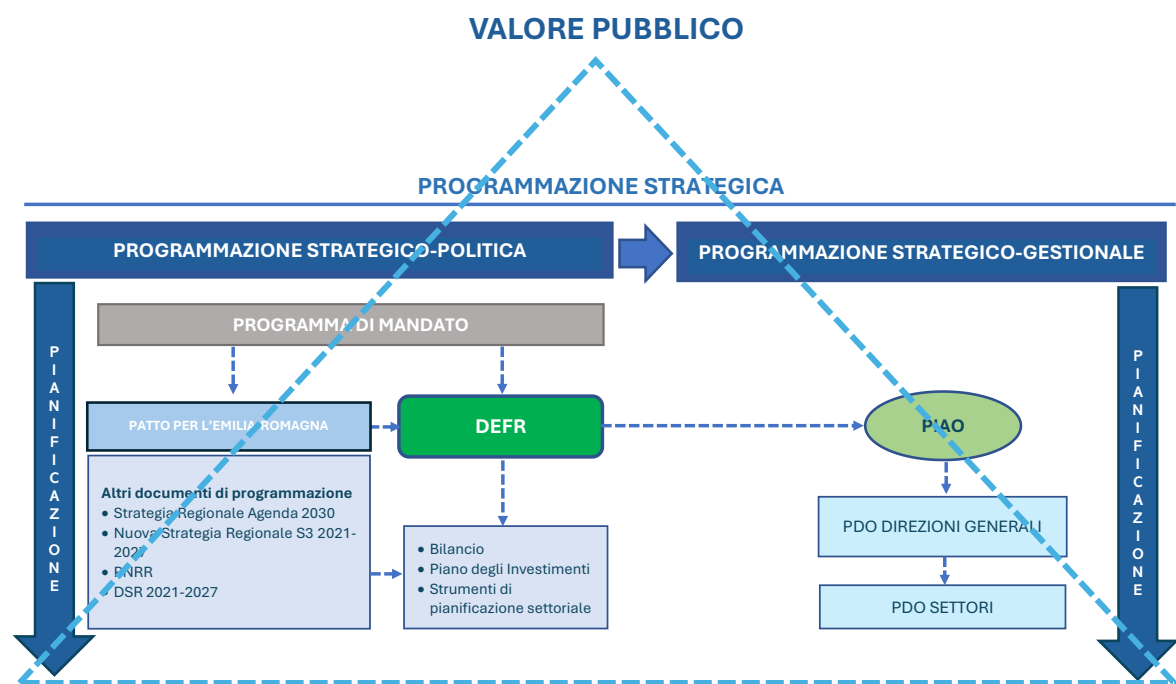 VALORE PUBBLICO
PROGRAMMAZIONE STRATEGICA
PROGRAMMAZIONE STRATEGICO-POLITICA
PROGRAMMAZIONE STRATEGICO-GESTIONALE
PIANIFICAZIONE
PROGRAMMA DI MANDATO
PATTO PER L'EMILIA-ROMAGNA
DEFR
PIAO
Altri documenti di programmazione
• Strategia Regionale Agenda 2030
• Nuova Strategia Regionale S3 2021-
2027
• PNRR
• DSR 2021-2027
• Bilancio
• Piano degli Investimenti
• Strumenti di
pianificazione settoriale
PDO DIREZIONI GENERALI
PDO SETTORI
PIANIFICAZIONE